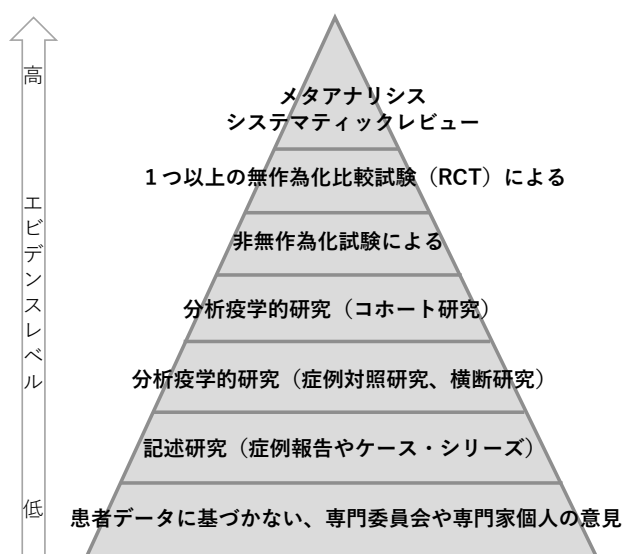 高
エビデンスレベル
低
メタアナリシス
システマティックレビュー
1つ以上の無作為化比較試験（RCT）による
非無作為化試験による
分析疫学的研究（コホート研究）
分析疫学的研究（症例対照研究、横断研究）
記述研究（症例報告やケース・シリーズ）
患者データに基づかない、専門委員会や専門家個人の意見